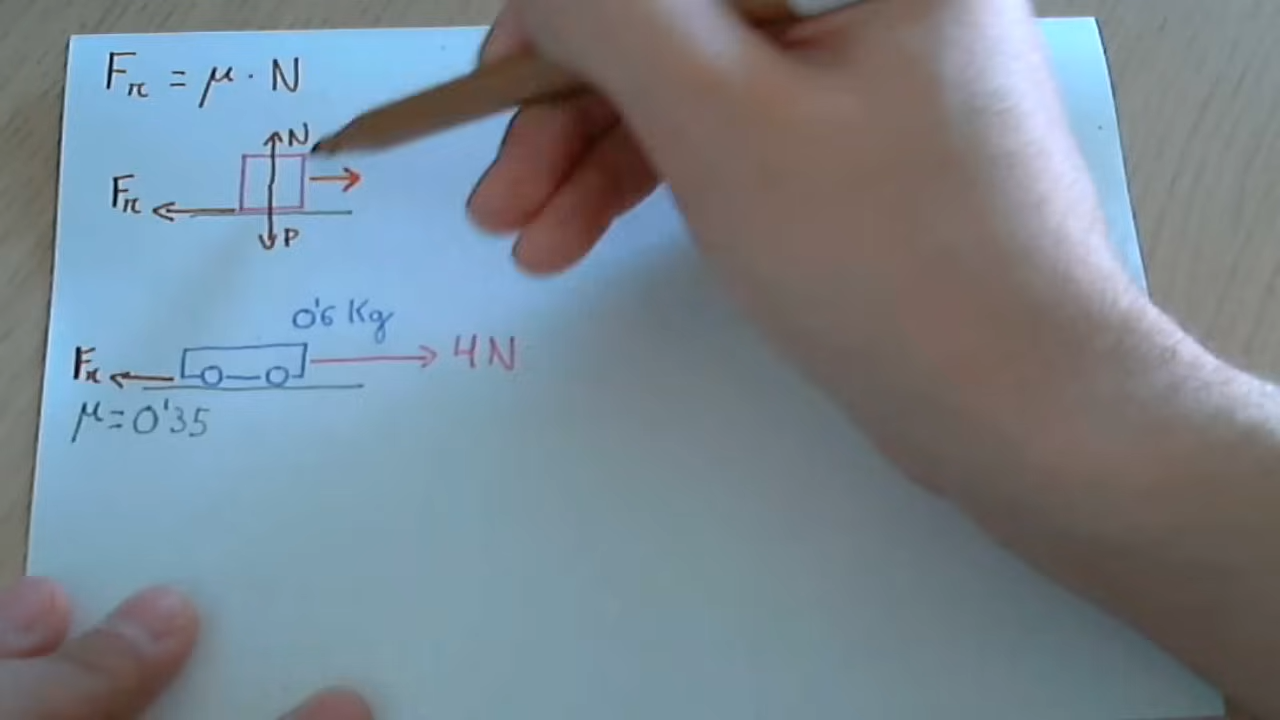 Fr = μ · N
N
Fr
P
0'6 Kg
Fr 4N
μ=0'35